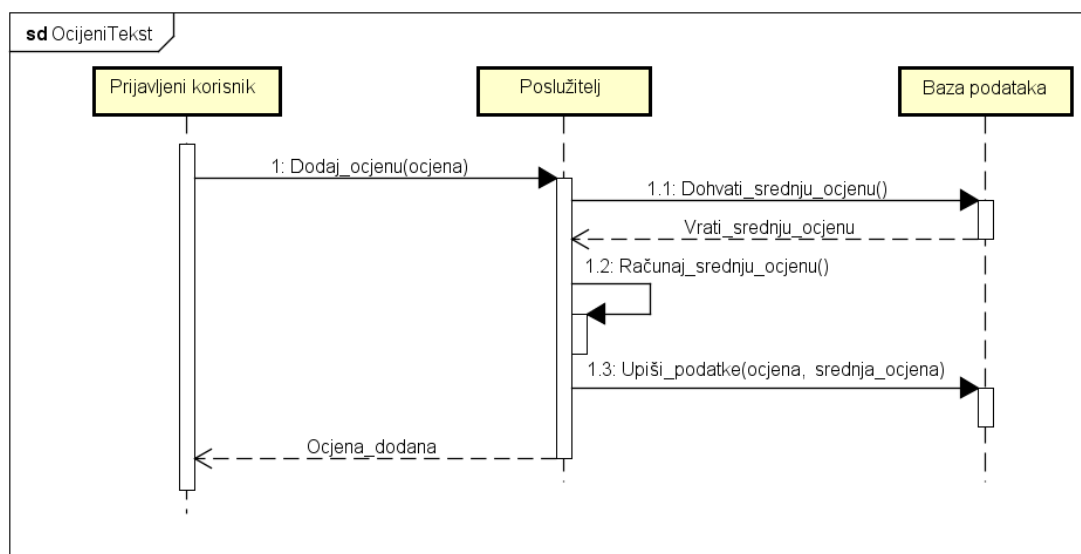 sd OcijeniTekst
Prijavljeni korisnik
Poslužitelj
Baza podataka
1: Dodaj_ocjenu(ocjena)
1.1: Dohvati_srednju_ocjenu()
Vrati_srednju_ocjenu
1.2: Računaj_srednju_ocjenu()
1.3: Upiši_podatke(ocjena, srednja_ocjena)
Ocjena_dodana